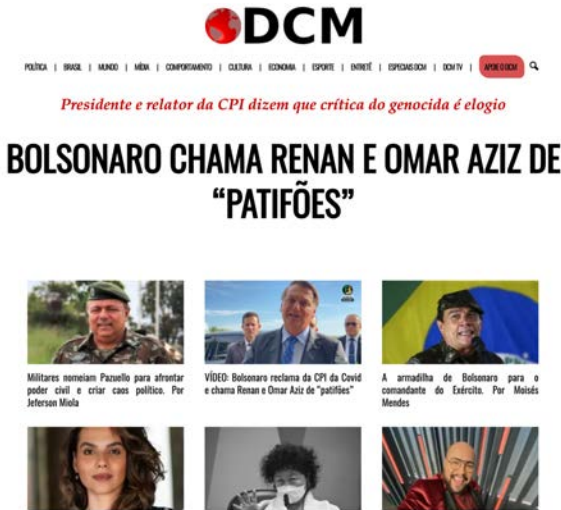 DCM
POLÍTICA | BRASIL | MUNDO | MÍDIA | COMPORTAMENTO | CULTURA | ECONOMIA | ESPORTE | ENTRETÊ | ESPECIAIS DCM | DCM TV | APOIE O DCM
Presidente e relator da CPI dizem que crítica do genocida é elogio
BOLSONARO CHAMA RENAN E OMAR AZIZ DE
“PATIFÕES”
Militares nomeiam Pazuello para afrontar
poder civil e criar caos político. Por
Jeferson Miola
VÍDEO: Bolsonaro reclama da CPI da Covid
e chama Renan e Omar Aziz de “patifões”
A armadilha de Bolsonaro para o
comandante do Exército. Por Moisés
Mendes